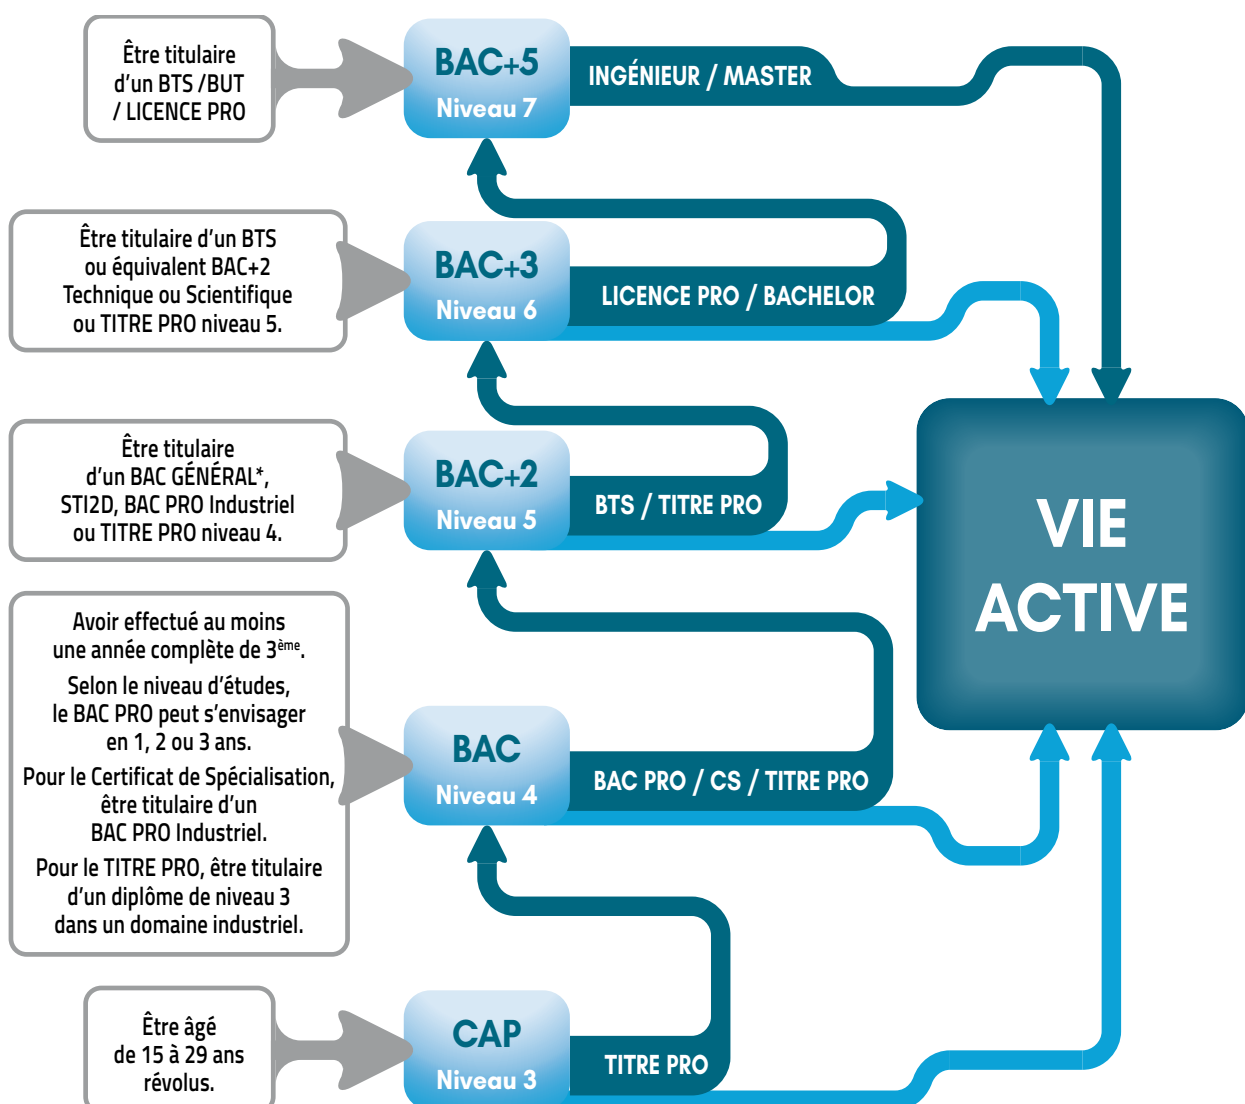 Être titulaire
d'un BTS /BUT
/ LICENCE PRO
BAC+5
Niveau 7
INGÉNIEUR / MASTER
Être titulaire d'un BTS
ou équivalent BAC+2
Technique ou Scientifique
ou TITRE PRO niveau 5.
BAC+3
Niveau 6
LICENCE PRO / BACHELOR
Être titulaire
d'un BAC GÉNÉRAL*,
STI2D, BAC PRO Industriel
ou TITRE PRO niveau 4.
BAC+2
Niveau 5
BTS / TITRE PRO
VIE
ACTIVE
Avoir effectué au moins
une année complète de 3ème.
Selon le niveau d'études,
le BAC PRO peut s'envisager
en 1, 2 ou 3 ans.
Pour le Certificat de Spécialisation,
être titulaire d'un
BAC PRO Industriel.
Pour le TITRE PRO, être titulaire
d'un diplôme de niveau 3
dans un domaine industriel.
BAC
Niveau 4
BAC PRO / CS / TITRE PRO
Être âgé
de 15 à 29 ans
révolus.
CAP
Niveau 3
TITRE PRO